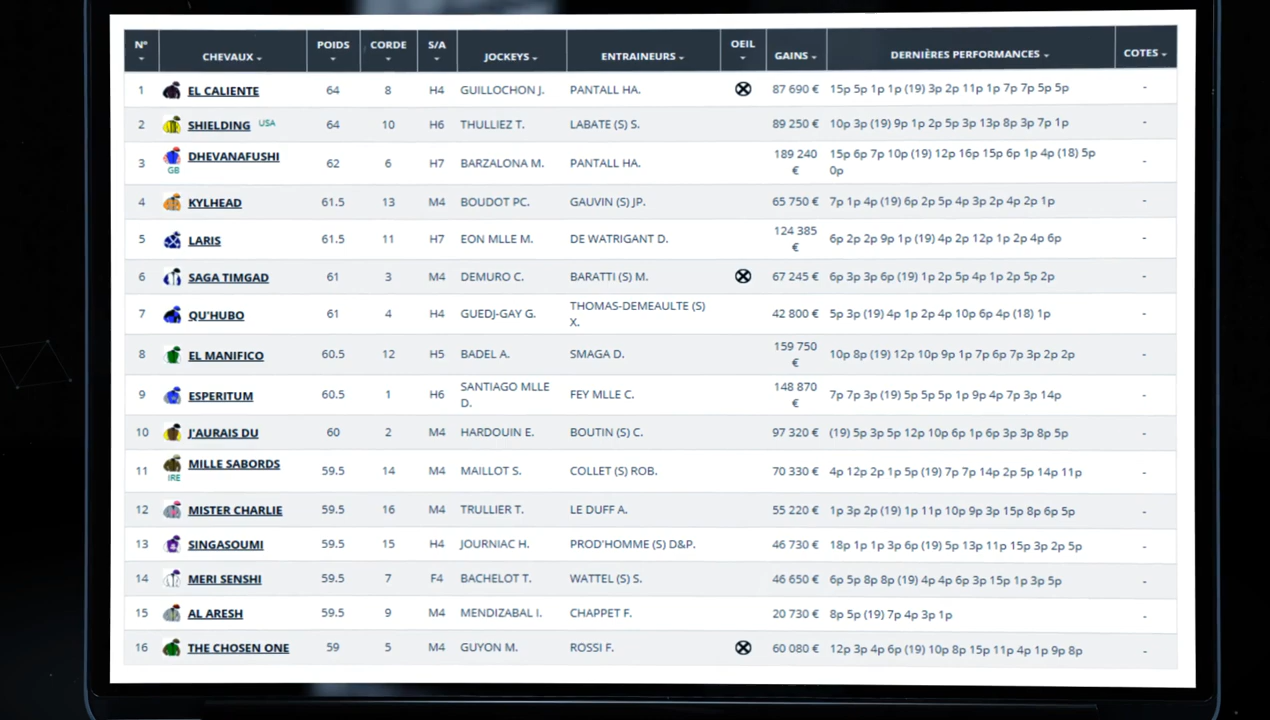 N° CHEVAUX POIDS CORDE S/A JOCKEYS ENTRAINEURS OEIL GAINS DERNIÈRES PERFORMANCES COTES
1 EL CALIENTE 64 8 H4 GUILLOCHON J. PANTALL HA. 87 690 € 15p 5p 1p 1p (19) 3p 2p 11p 1p 7p 7p 5p 5p -
2 SHIELDING USA 64 10 H6 THULLIEZ T. LABATE (S) S. 89 250 € 10p 3p (19) 9p 1p 2p 5p 3p 13p 8p 3p 7p 1p -
3 DHEVANAFUSHI GB 62 6 H7 BARZALONA M. PANTALL HA. 189 240 € 15p 6p 7p 10p (19) 12p 16p 15p 6p 1p 4p (18) 5p 0p -
4 KYLHEAD 61.5 13 M4 BOUDOT PC. GAUVIN (S) JP. 65 750 € 7p 1p 4p (19) 6p 2p 5p 4p 3p 2p 4p 2p 1p -
5 LARIS 61.5 11 H7 EON MLLE M. DE WATRIGANT D. 124 385 € 6p 2p 2p 9p 1p (19) 4p 2p 12p 1p 2p 4p 6p -
6 SAGA TIMGAD 61 3 M4 DEMURO C. BARATTI (S) M. 67 245 € 6p 3p 3p 6p (19) 1p 2p 5p 4p 1p 2p 5p 2p -
7 QU'HUBO 61 4 H4 GUEDJ-GAY G. THOMAS-DEMEAULTE (S) X. 42 800 € 5p 3p (19) 4p 1p 2p 4p 10p 6p 4p (18) 1p -
8 EL MANIFICO 60.5 12 H5 BADEL A. SMAGA D. 159 750 € 10p 8p (19) 12p 10p 9p 1p 7p 6p 7p 3p 2p 2p -
9 ESPERITUM 60.5 1 H6 SANTIAGO MLLE D. FEY MLLE C. 148 870 € 7p 7p 3p (19) 5p 5p 5p 1p 9p 4p 7p 3p 14p -
10 J'AURAIS DU 60 2 M4 HARDOUIN E. BOUTIN (S) C. 97 320 € (19) 5p 3p 5p 12p 10p 6p 1p 6p 3p 3p 8p 5p -
11 MILLE SABORDS IRE 59.5 14 M4 MAILLOT S. COLLET (S) ROB. 70 330 € 4p 12p 2p 1p 5p (19) 7p 7p 14p 2p 5p 14p 11p -
12 MISTER CHARLIE 59.5 16 M4 TRULLIER T. LE DUFF A. 55 220 € 1p 3p 2p (19) 1p 11p 10p 9p 3p 15p 8p 6p 5p -
13 SINGASOUMI 59.5 15 H4 JOURNIAC H. PROD'HOMME (S) D&P. 46 730 € 18p 1p 1p 3p 6p (19) 5p 13p 11p 15p 3p 2p 5p -
14 MERI SENSHI 59.5 7 F4 BACHELOT T. WATTEL (S) S. 46 650 € 6p 5p 8p 8p (19) 4p 4p 6p 3p 15p 1p 3p 5p -
15 AL ARESH 59.5 9 M4 MENDIZABAL I. CHAPPET F. 20 730 € 8p 5p (19) 7p 4p 3p 1p -
16 THE CHOSEN ONE 59 5 M4 GUYON M. ROSSI F. 60 080 € 12p 3p 4p 6p (19) 10p 8p 15p 11p 4p 1p 9p 8p -